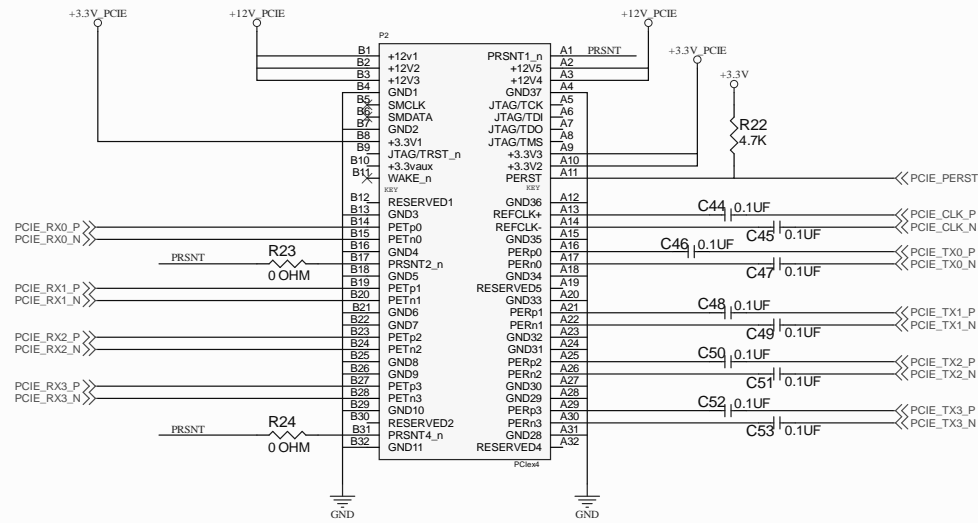 +3.3V_PCIE
+12V_PCIE
+12V_PCIE
+3.3V_PCIE
+3.3V
P2
B1 +12v1 PRSNT1_n A1 PRSNT
B2 +12V2 +12V5 A2
B3 +12V3 +12V4 A3
B4 GND1 GND37 A4
B5 SMCLK JTAG/TCK A5
B6 SMDATA JTAG/TDI A6
B7 GND2 JTAG/TDO A7
B8 +3.3V1 JTAG/TMS A8
B9 JTAG/TRST_n +3.3V3 A9
B10 +3.3vaux +3.3V2 A10
B11 WAKE_n PERST A11 PCIE_PERST
R22
4.7K
KEY KEY
B12 RESERVED1 GND36 A12
B13 GND3 REFCLK+ A13 C44 0.1UF PCIE_CLK_P
PCIE_RX0_P B14 PETp0 REFCLK- A14 C45 0.1UF PCIE_CLK_N
PCIE_RX0_N B15 PETn0 GND35 A15
B16 GND4 PERp0 A16 C46 0.1UF PCIE_TX0_P
PRSNT R23 0 OHM B17 PRSNT2_n PERn0 A17 C47 0.1UF PCIE_TX0_N
B18 GND5 GND34 A18
PCIE_RX1_P B19 PETp1 RESERVED5 A19
PCIE_RX1_N B20 PETn1 GND33 A20
B21 GND6 PERp1 A21 C48 0.1UF PCIE_TX1_P
B22 GND7 PERn1 A22 C49 0.1UF PCIE_TX1_N
PCIE_RX2_P B23 PETp2 GND32 A23
PCIE_RX2_N B24 PETn2 GND31 A24
B25 GND8 PERp2 A25 C50 0.1UF PCIE_TX2_P
B26 GND9 PERn2 A26 C51 0.1UF PCIE_TX2_N
PCIE_RX3_P B27 PETp3 GND30 A27
PCIE_RX3_N B28 PETn3 GND29 A28
B29 GND10 PERp3 A29 C52 0.1UF PCIE_TX3_P
B30 RESERVED2 PERn3 A30 C53 0.1UF PCIE_TX3_N
PRSNT R24 0 OHM B31 PRSNT4_n GND28 A31
B32 GND11 RESERVED4 A32
PCIex4
GND
GND